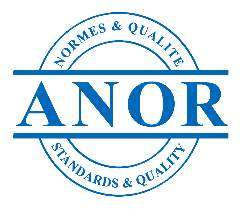 NORMES & QUALITE
ANOR
STANDARDS & QUALITY